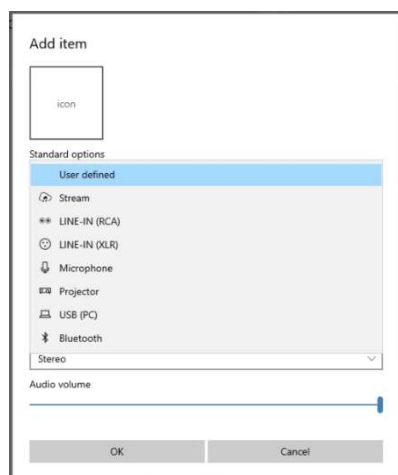 Add item
icon
Standard options
User defined
Stream
LINE-IN (RCA)
LINE-IN (XLR)
Microphone
Projector
USB (PC)
Bluetooth
Stereo
Audio volume
OK Cancel